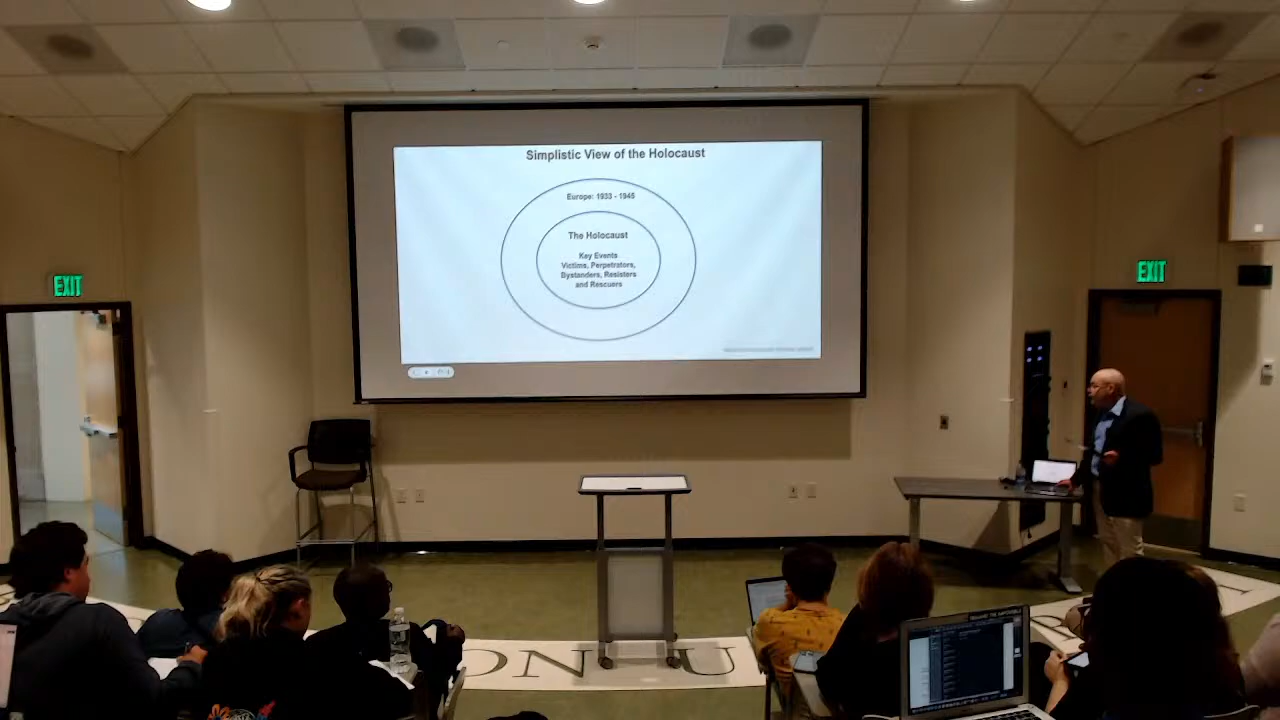 Simplistic View of the Holocaust
Europe: 1933 - 1945
The Holocaust
Key Events
Victims, Perpetrators,
Bystanders, Resisters
and Rescuers
EXIT
EXIT
ON
U